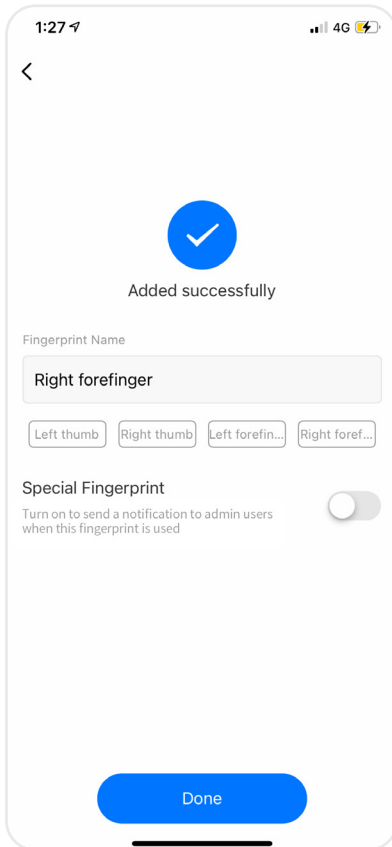 1:27 4G
Added successfully
Fingerprint Name
Right forefinger
Left thumb Right thumb Left forefin... Right foref...
Special Fingerprint
Turn on to send a notification to admin users
when this fingerprint is used
Done